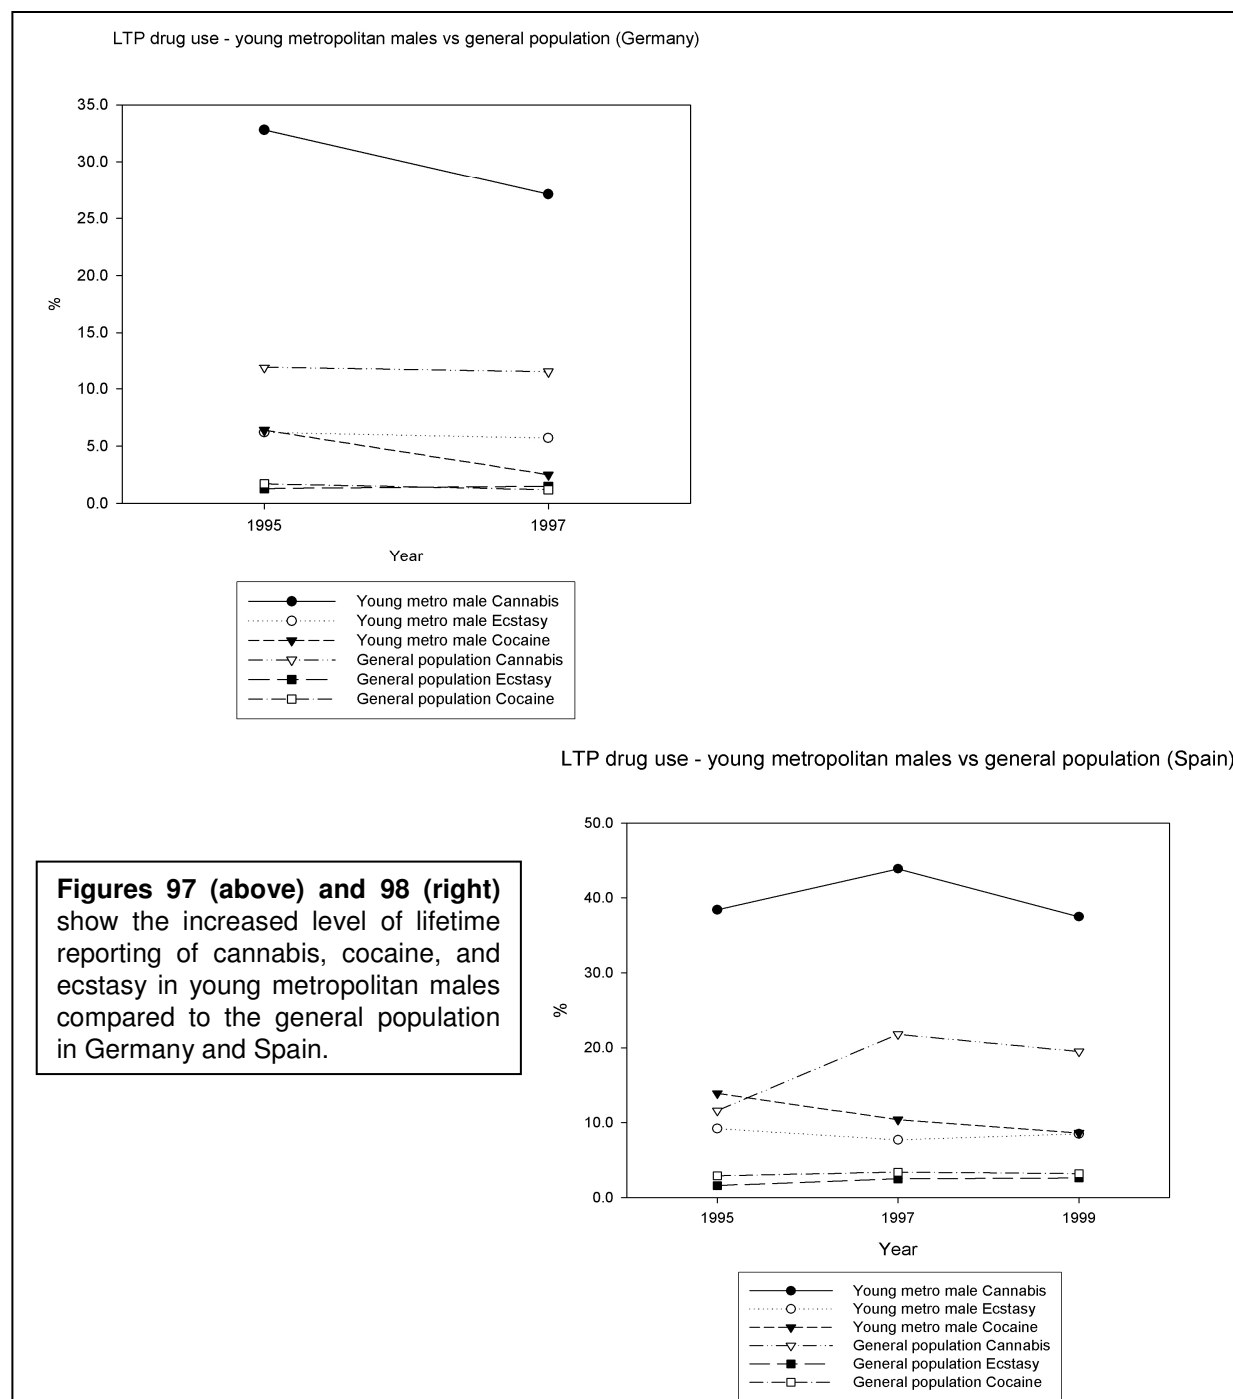 LTP drug use - young metropolitan males vs general population (Germany)
35.0
30.0
25.0
20.0
15.0
10.0
5.0
0.0
%
1995
1997
Year
Young metro male Cannabis
Young metro male Ecstasy
Young metro male Cocaine
General population Cannabis
General population Ecstasy
General population Cocaine
LTP drug use - young metropolitan males vs general population (Spain)
Figures 97 (above) and 98 (right)
show the increased level of lifetime
reporting of cannabis, cocaine, and
ecstasy in young metropolitan males
compared to the general population
in Germany and Spain.
50.0
40.0
30.0
20.0
10.0
0.0
%
1995
1997
1999
Year
Young metro male Cannabis
Young metro male Ecstasy
Young metro male Cocaine
General population Cannabis
General population Ecstasy
General population Cocaine